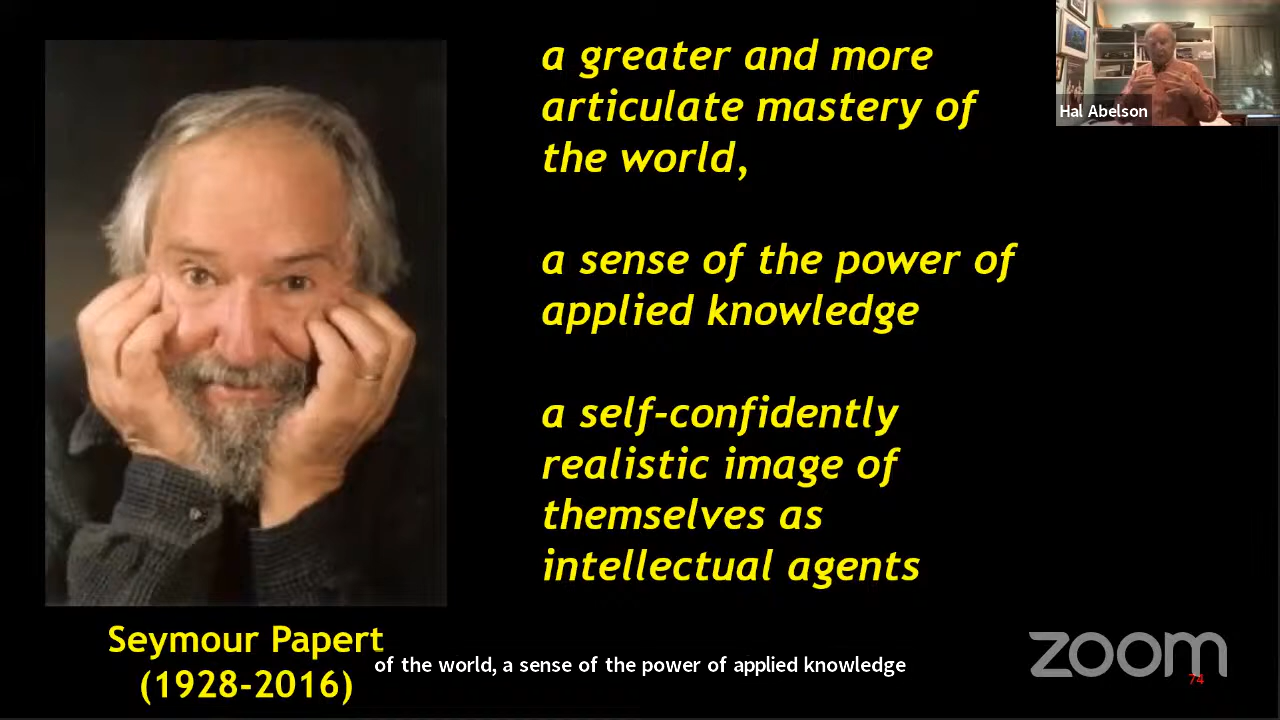 a greater and more
articulate mastery of
the world,
a sense of the power of
applied knowledge
a self-confidently
realistic image of
themselves as
intellectual agents
Hal Abelson
Seymour Papert
(1928-2016)
of the world, a sense of the power of applied knowledge
zoom
74